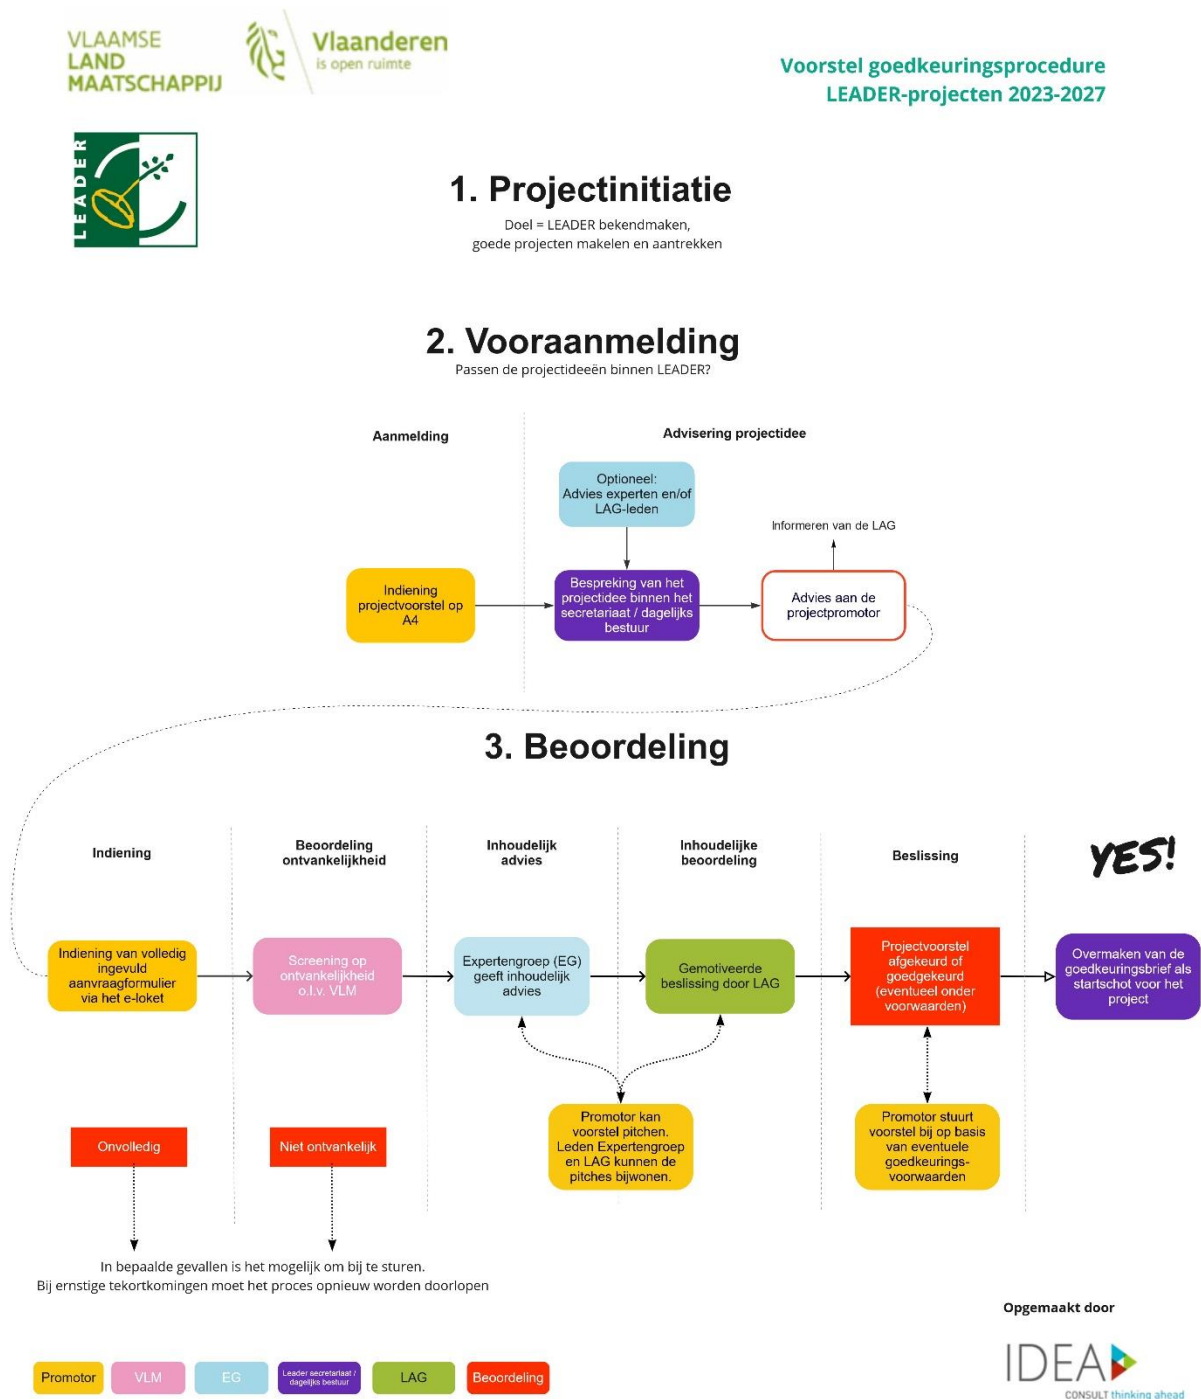 VLAAMSE
LAND
MAATSCHAPPIJ
Vlaanderen
is open ruimte
Voorstel goedkeuringsprocedure
LEADER-projecten 2023-2027
LEADER
1. Projectinitiatie
Doel = LEADER bekendmaken,
goede projecten makelen en aantrekken
2. Vooraanmelding
Passen de projectideeën binnen LEADER?
Aanmelding
Advisering projectidee
Optioneel:
Advies experten en/of
LAG-leden
Informeren van de LAG
Indiening
projectvoorstel op
A4
Bespreking van het
projectidee binnen het
secretariaat / dagelijks
bestuur
Advies aan de
projectpromotor
3. Beoordeling
Indiening
Beoordeling
ontvankelijkheid
Inhoudelijk
advies
Inhoudelijke
beoordeling
Beslissing
YES!
Indiening van volledig
ingevuld
aanvraagformulier
via het e-loket
Screening op
ontvankelijkheid
o.l.v. VLM
Expertengroep (EG)
geeft inhoudelijk
advies
Gemotiveerde
beslissing door LAG
Projectvoorstel
afgekeurd of
goedgekeurd
(eventueel onder
voorwaarden)
Overmaken van de
goedkeuringsbrief als
startschot voor het
project
Onvolledig
Niet ontvankelijk
Promotor kan
voorstel pitchen.
Leden Expertengroep
en LAG kunnen de
pitches bijwonen.
Promotor stuurt
voorstel bij op basis
van eventuele
goedkeurings-
voorwaarden
In bepaalde gevallen is het mogelijk om bij te sturen.
Bij ernstige tekortkomingen moet het proces opnieuw worden doorlopen
Opgemaakt door
Promotor
VLM
EG
Leader secretariaat /
dagelijks bestuur
LAG
Beoordeling
IDEA
CONSULT thinking ahead